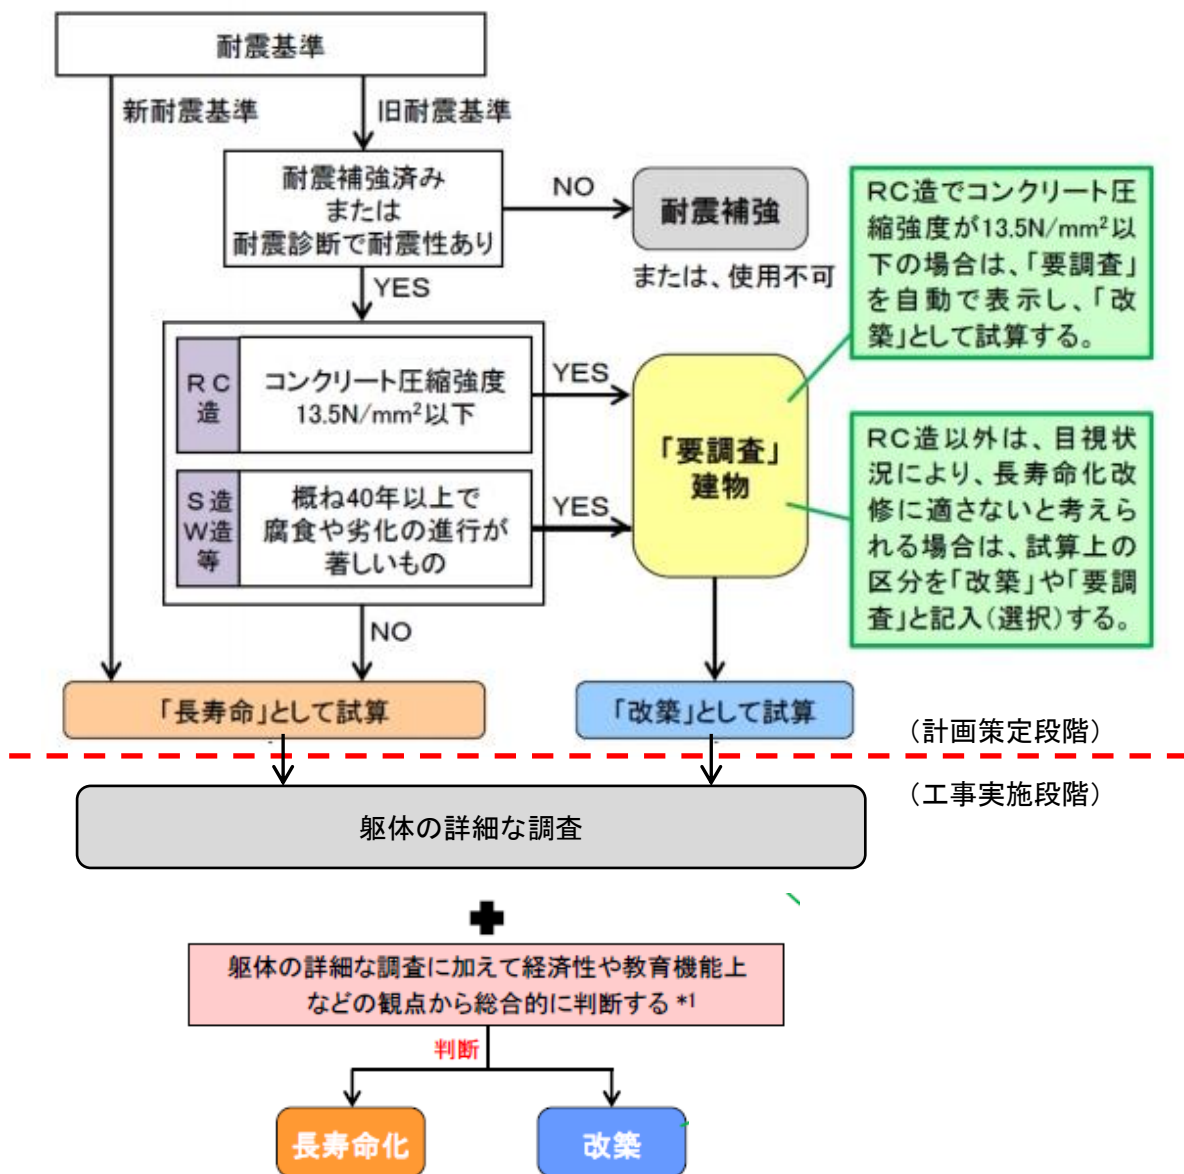 耐震基準
新耐震基準
旧耐震基準
耐震補強済み
または
耐震診断で耐震性あり
NO
耐震補強
または、使用不可
YES
RC造でコンクリート圧
縮強度が13.5N/mm²以
下の場合は、「要調査」
を自動で表示し、「改
築」として試算する。
RC
造
コンクリート圧縮強度
13.5N/mm²以下
YES
「要調査」
建物
S造
W造
等
概ね40年以上で
腐食や劣化の進行が
著しいもの
YES
RC造以外は、目視状
況により、長寿命化改
修に適さないと考えら
れる場合は、試算上の
区分を「改築」や「要調
査」と記入(選択)する。
NO
「長寿命」として試算
「改築」として試算
(計画策定段階)
(工事実施段階)
躯体の詳細な調査
躯体の詳細な調査に加えて経済性や教育機能上
などの観点から総合的に判断する *1
判断
長寿命化
改築